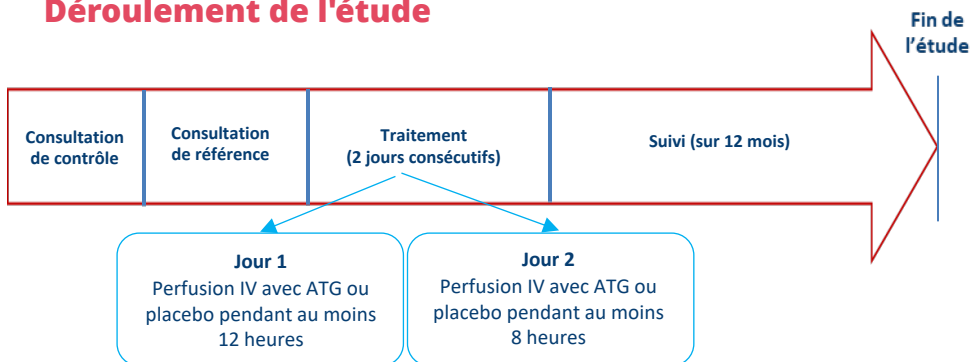 Déroulement de l'étude
Fin de
l’étude
Consultation
de contrôle
Consultation
de référence
Traitement
(2 jours consécutifs)
Suivi (sur 12 mois)
Jour 1
Perfusion IV avec ATG ou
placebo pendant au moins
12 heures
Jour 2
Perfusion IV avec ATG ou
placebo pendant au moins
8 heures